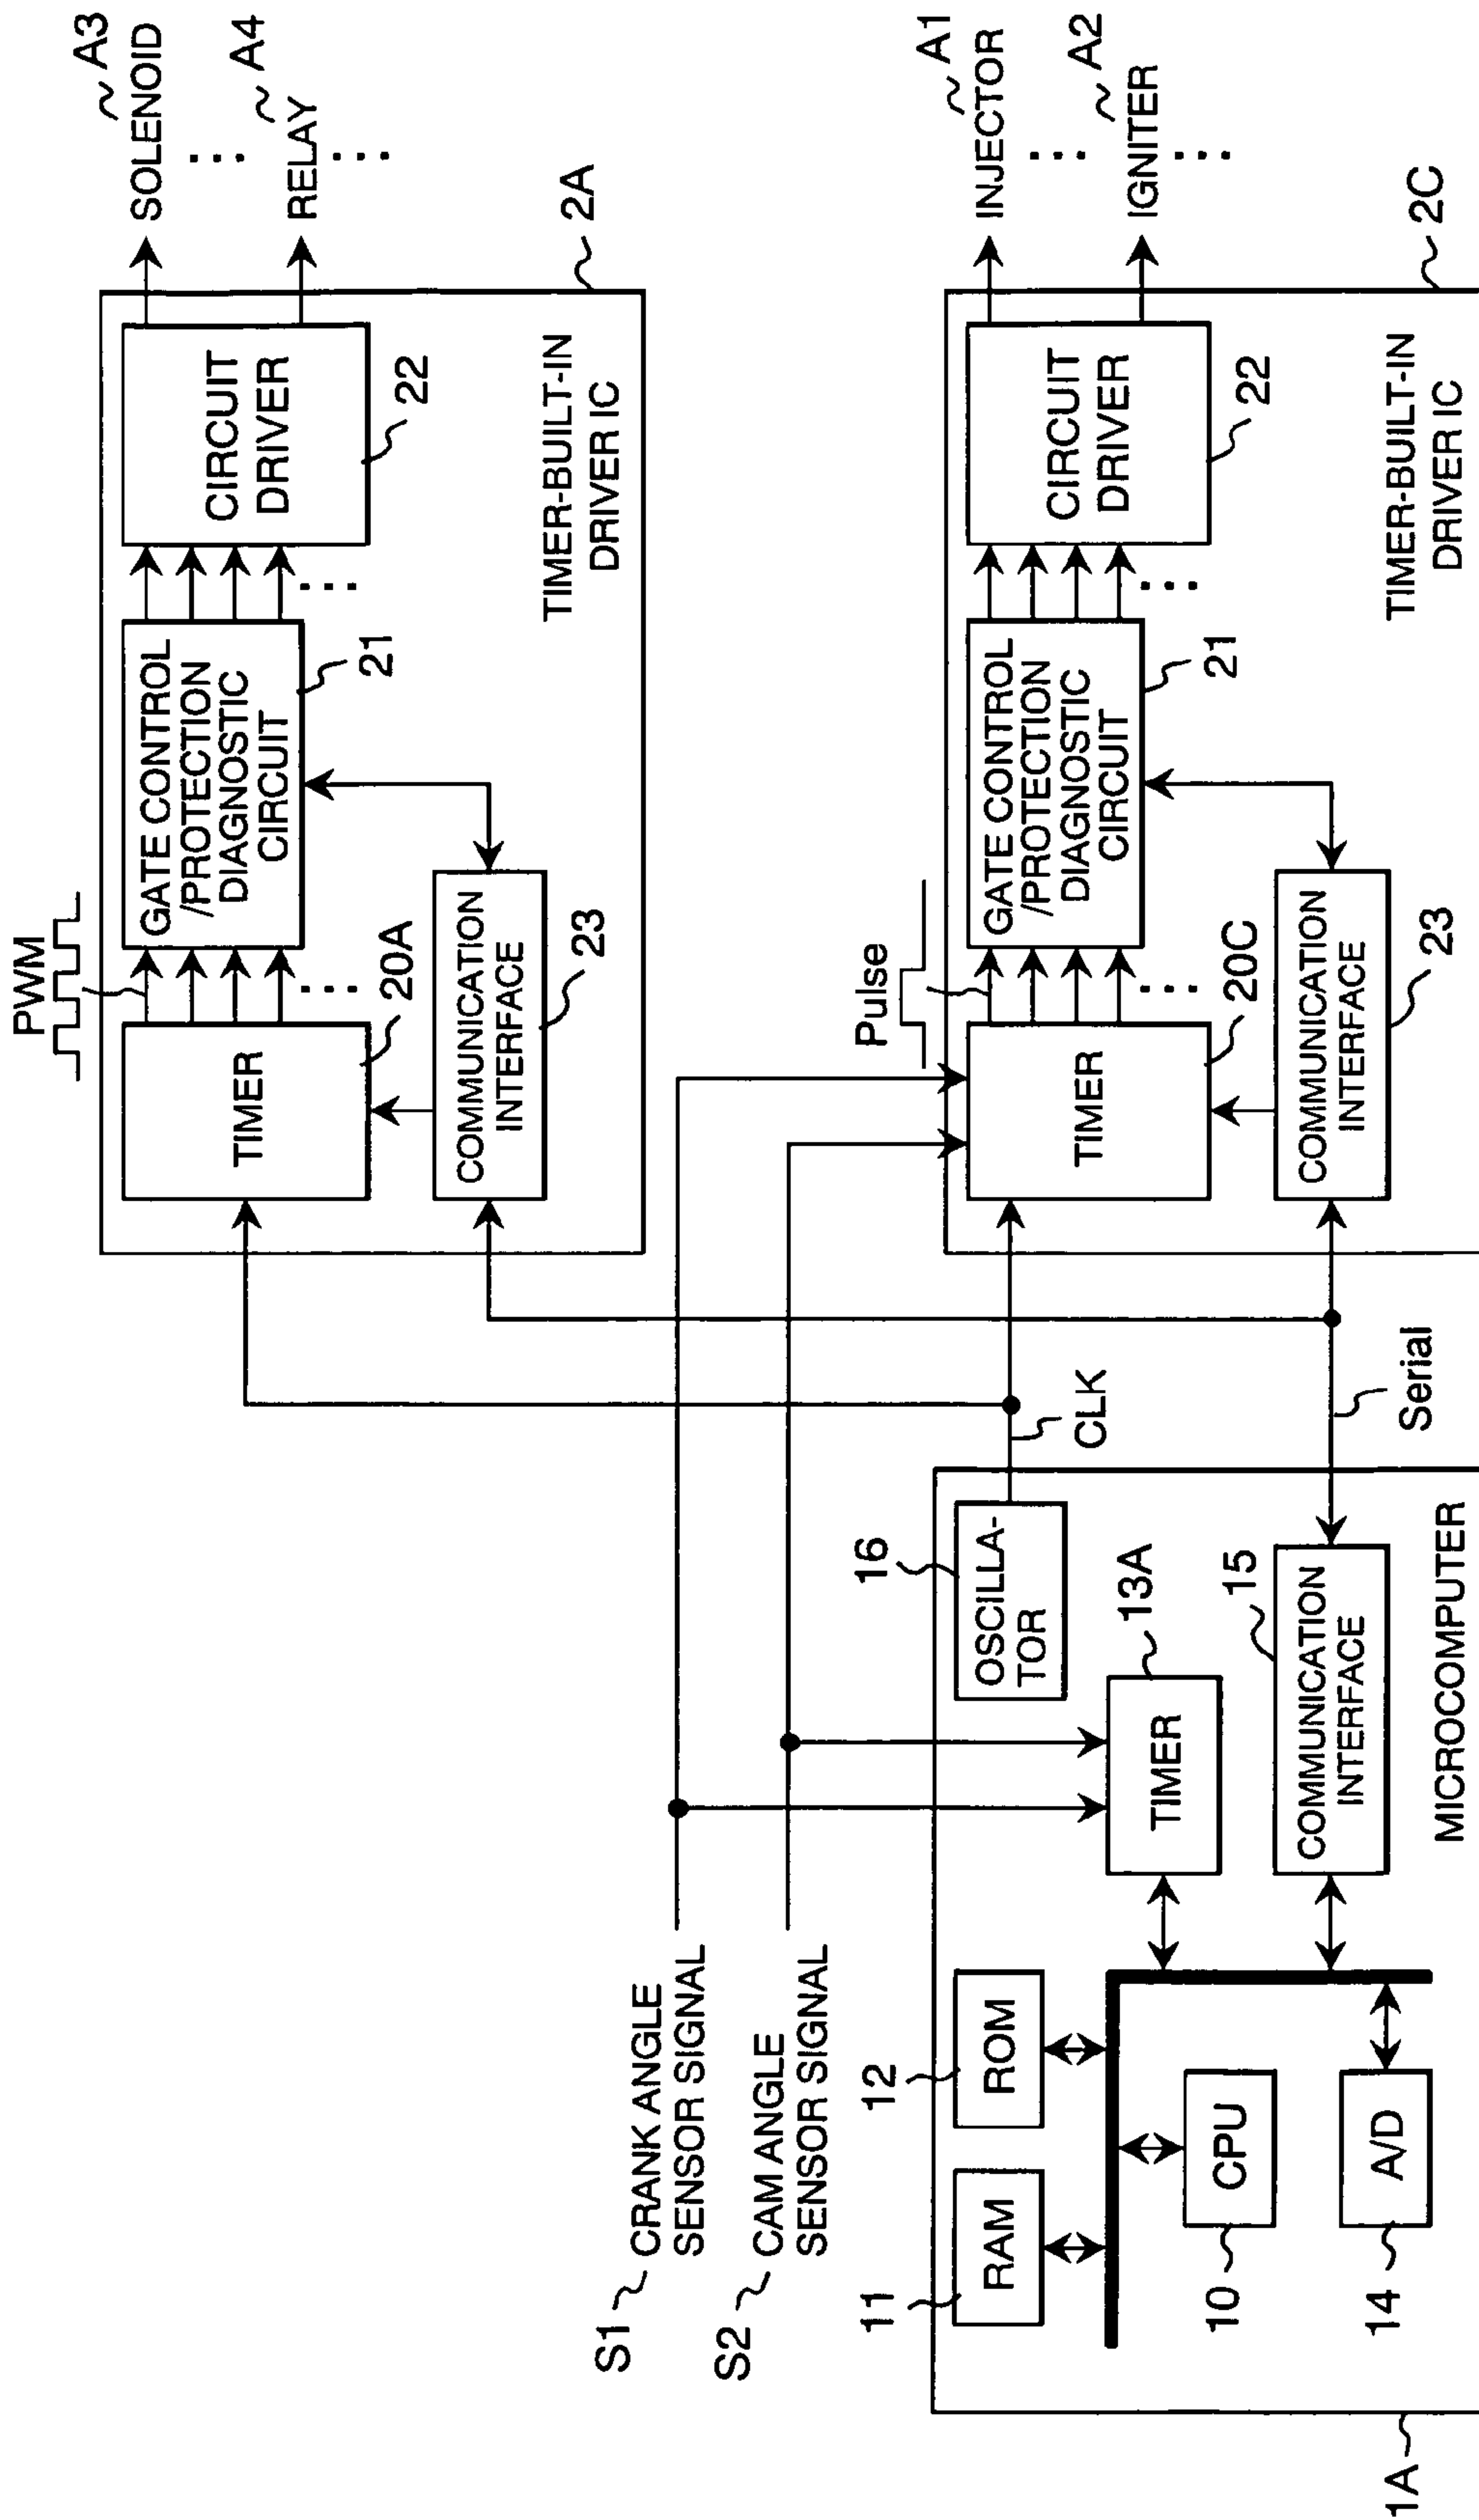 PWM
A3
SOLENOID
A4
RELAY
TIMER
20A
GATE CONTROL
/PROTECTION
DIAGNOSTIC
CIRCUIT
21
CIRCUIT
DRIVER
22
COMMUNICATION
INTERFACE
23
TIMER-BUILT-IN
DRIVER IC
2A
S1
CRANK ANGLE
SENSOR SIGNAL
S2
CAM ANGLE
SENSOR SIGNAL
Pulse
A1
INJECTOR
A2
IGNITER
TIMER
20C
GATE CONTROL
/PROTECTION
DIAGNOSTIC
CIRCUIT
21
CIRCUIT
DRIVER
22
COMMUNICATION
INTERFACE
23
TIMER-BUILT-IN
DRIVER IC
2C
11
RAM
12
ROM
16
OSCILLA-
TOR
CLK
10
CPU
13A
TIMER
14
A/D
15
COMMUNICATION
INTERFACE
Serial
MICROCOMPUTER
1A